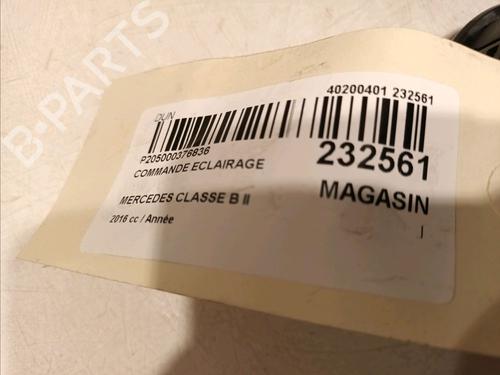 B-PARTS
DUN
40200401 232561
P205000376836
232561
COMMANDE ECLAIRAGE
MAGASIN
MERCEDES CLASSE B II
I
2016 cc / Année